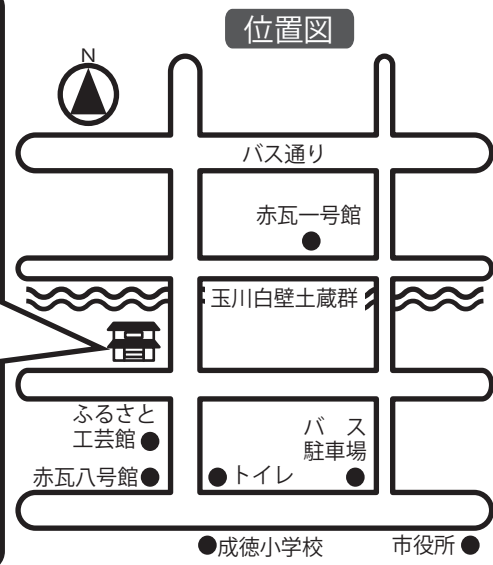 位置図
N
バス通り
赤瓦一号館
玉川白壁土蔵群
ふるさと
工芸館
バス
駐車場
赤瓦八号館
トイレ
成徳小学校
市役所